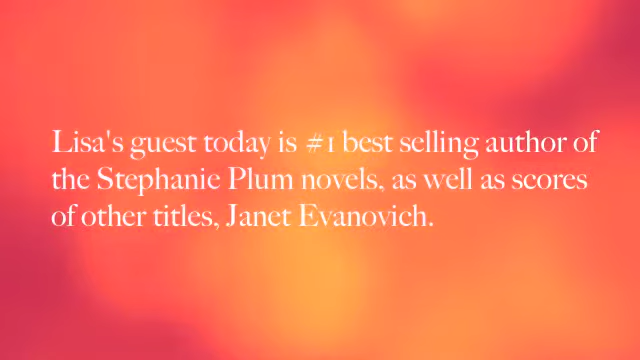 Lisa's guest today is #1 best selling author of
the Stephanie Plum novels, as well as scores
of other titles, Janet Evanovich.